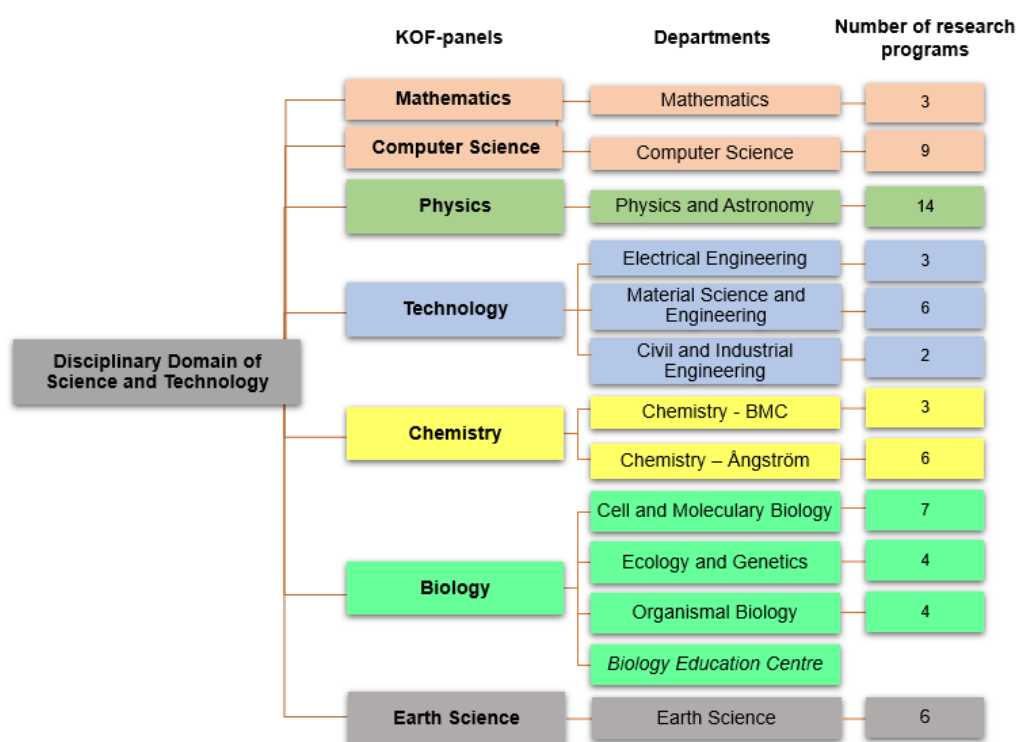 KOF-panels
Departments
Number of research
programs
Mathematics
Mathematics
3
Computer Science
Computer Science
9
Physics
Physics and Astronomy
14
Technology
Electrical Engineering
3
Material Science and
Engineering
6
Civil and Industrial
Engineering
2
Disciplinary Domain of
Science and Technology
Chemistry
Chemistry - BMC
3
Chemistry – Ångström
6
Biology
Cell and Moleculary Biology
7
Ecology and Genetics
4
Organismal Biology
4
Biology Education Centre
Earth Science
Earth Science
6